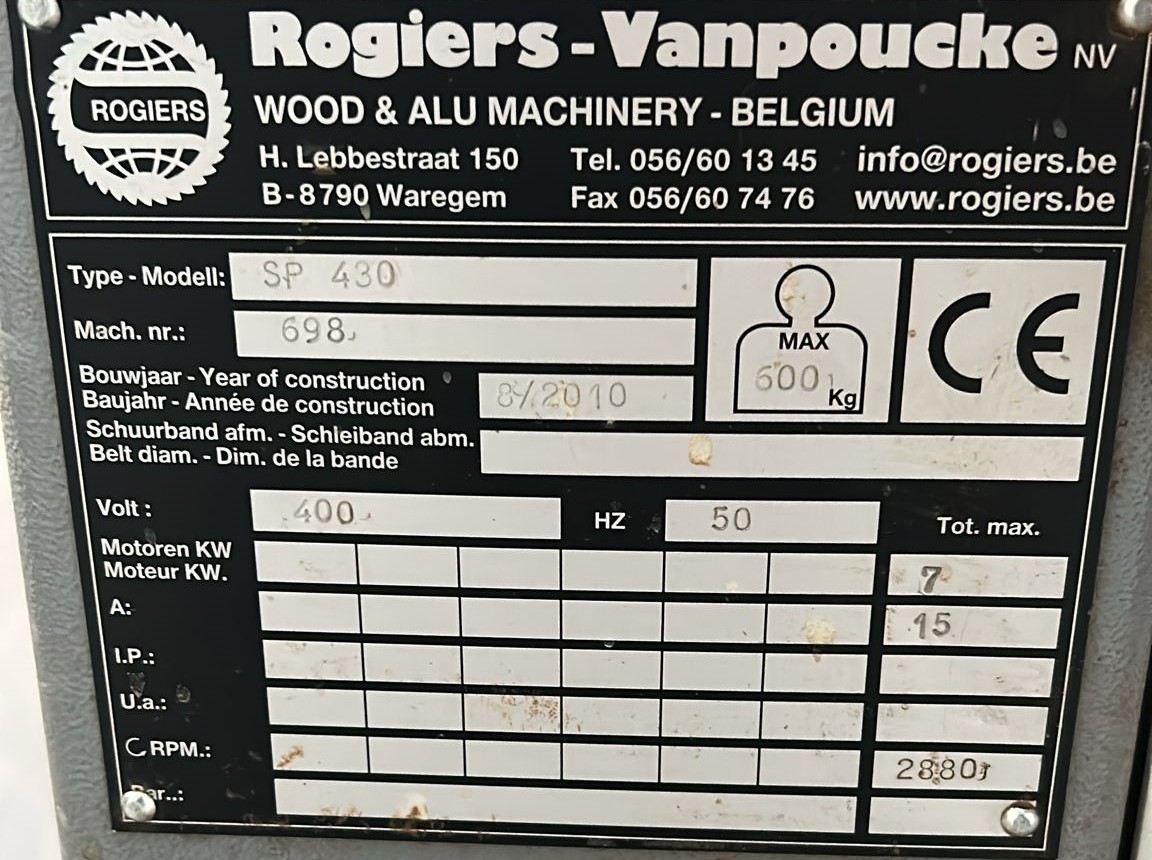 Rogiers-Vanpoucke NV
ROGIERS
WOOD & ALU MACHINERY - BELGIUM
H. Lebbestraat 150 Tel. 056/60 13 45 info@rogiers.be
B-8790 Waregem Fax 056/60 74 76 www.rogiers.be
Type - Modell: SP 430
Mach. nr.: 698
MAX
600 Kg
CE
Bouwjaar - Year of construction
Baujahr - Année de construction
8/2010
Schuurband afm. - Schleiband abm.
Belt diam. - Dim. de la bande
Volt : 400 HZ 50 Tot. max.
Motoren KW
Moteur KW. 7
A: 15
I.P.:
U.a.:
RPM.: 2880